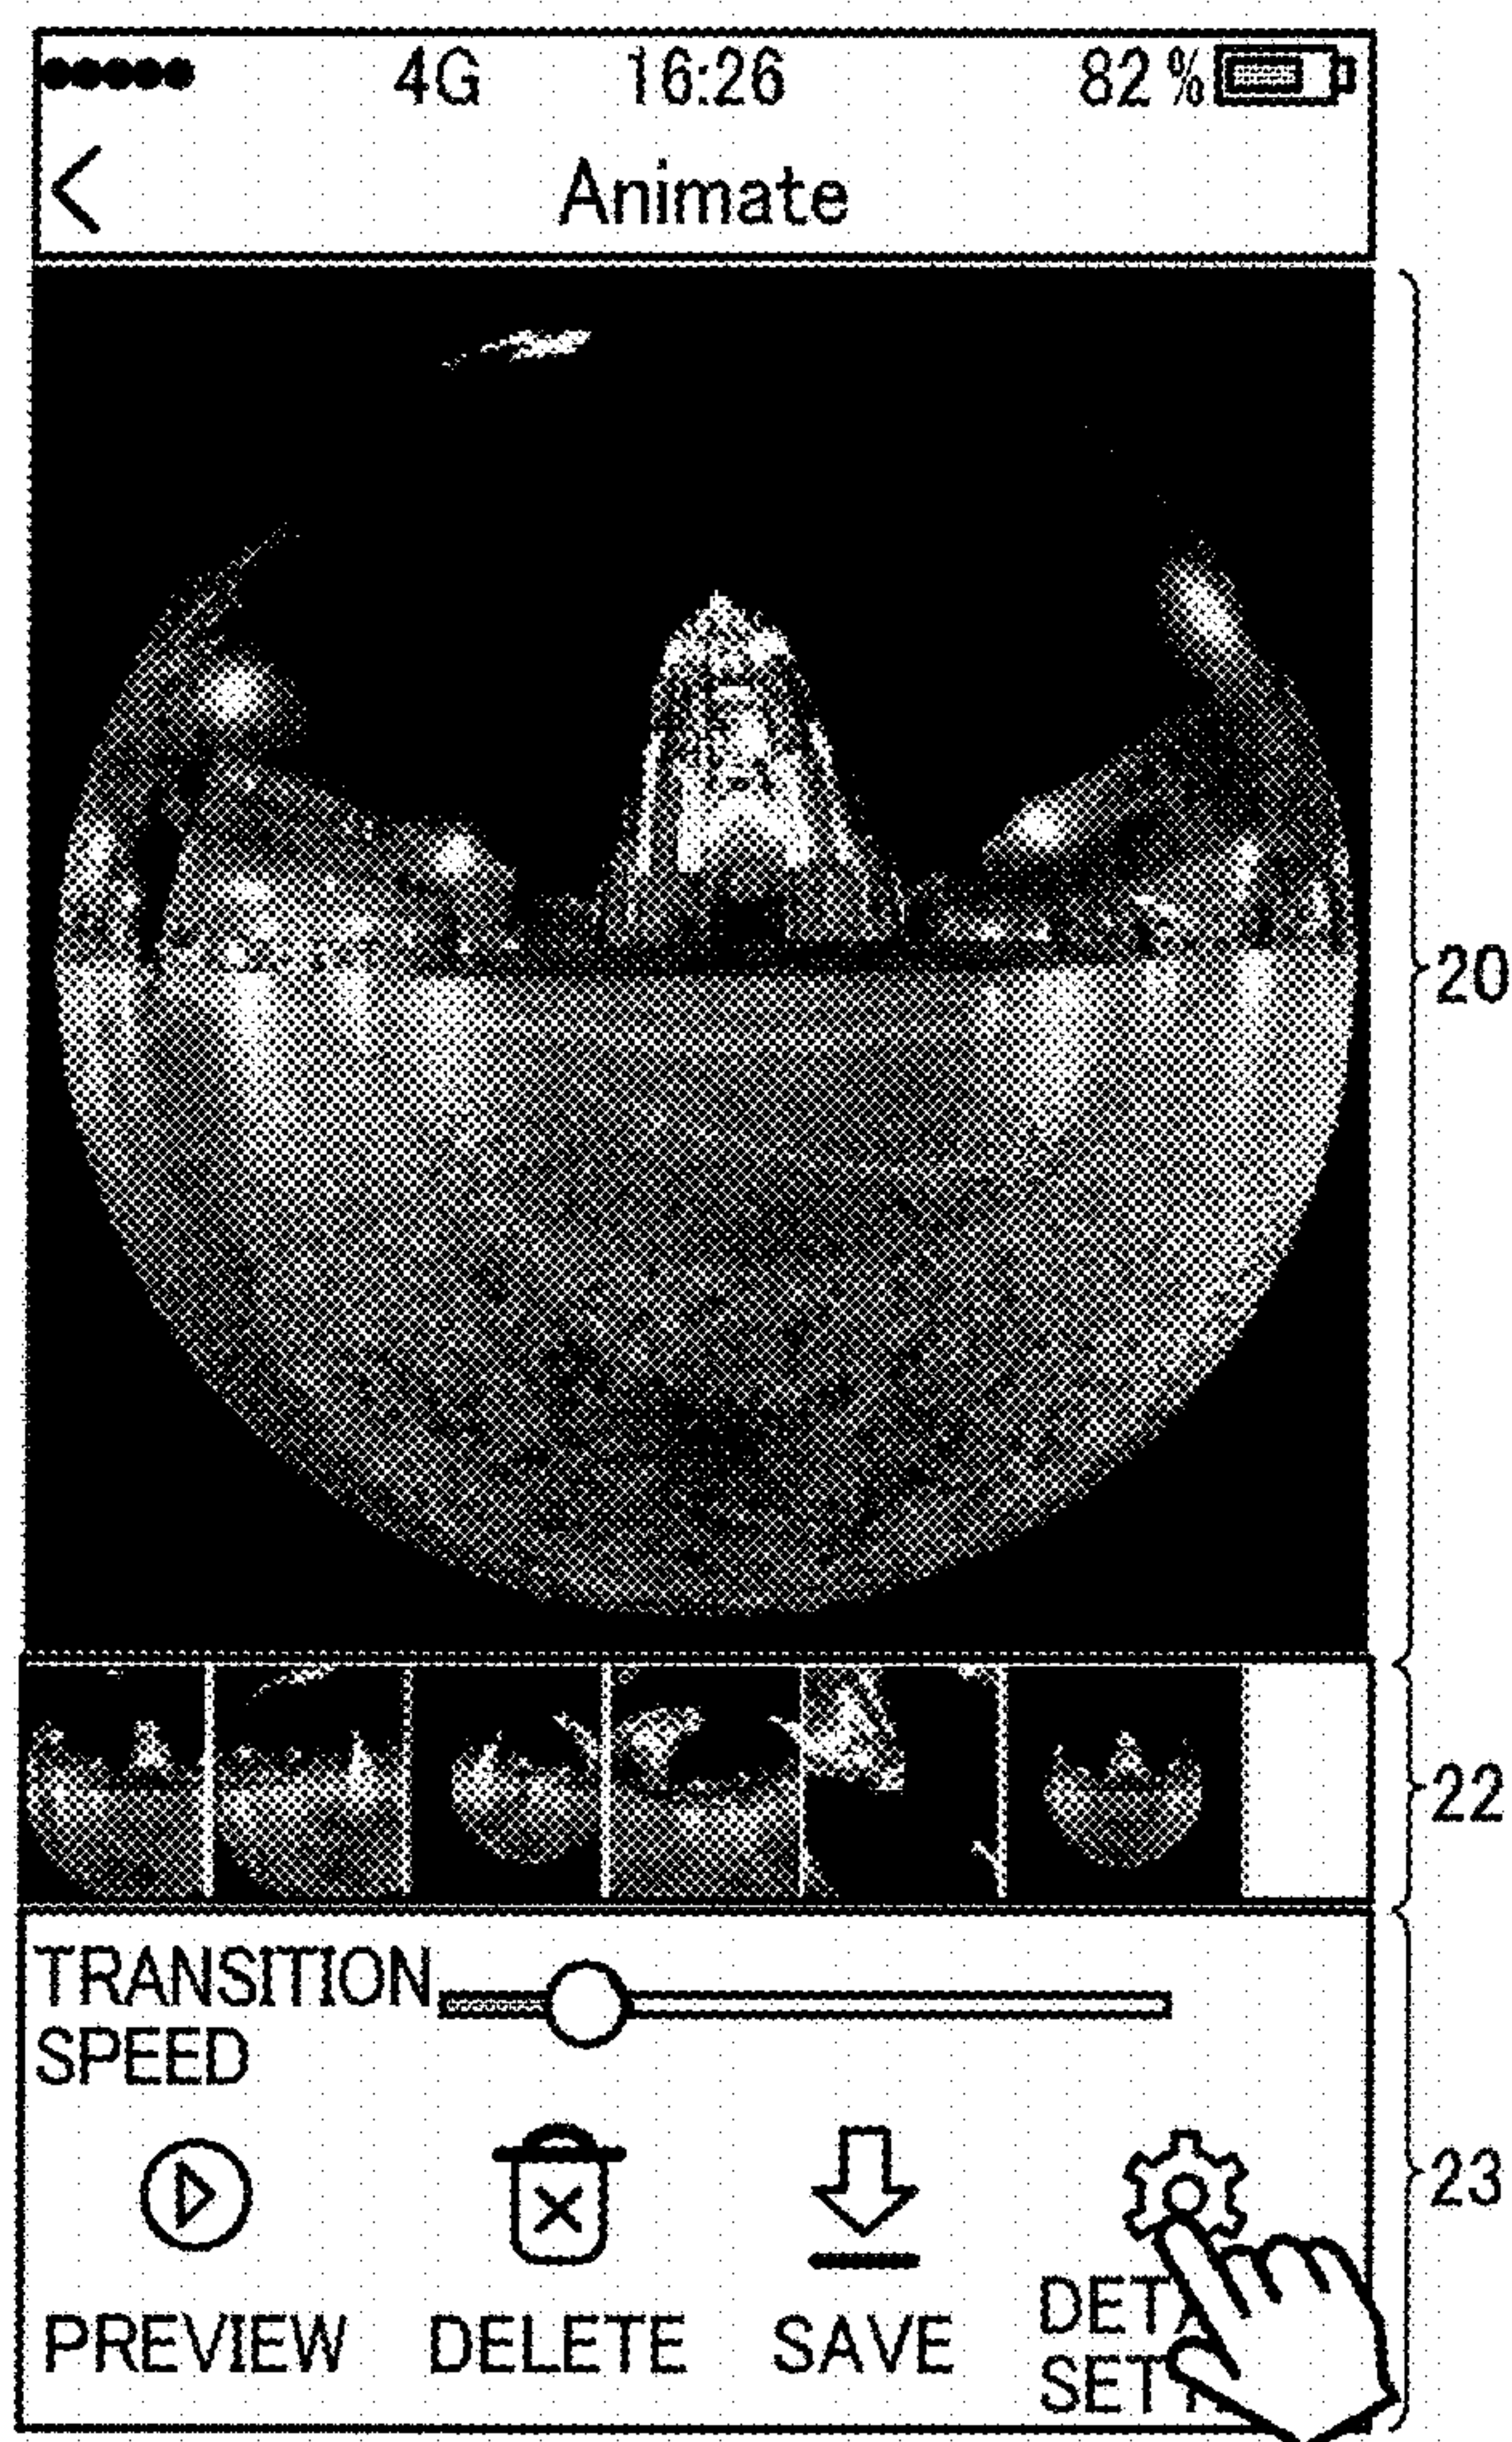 4G 16:26 82%
Animate
20
22
TRANSITION
SPEED
23
PREVIEW DELETE SAVE